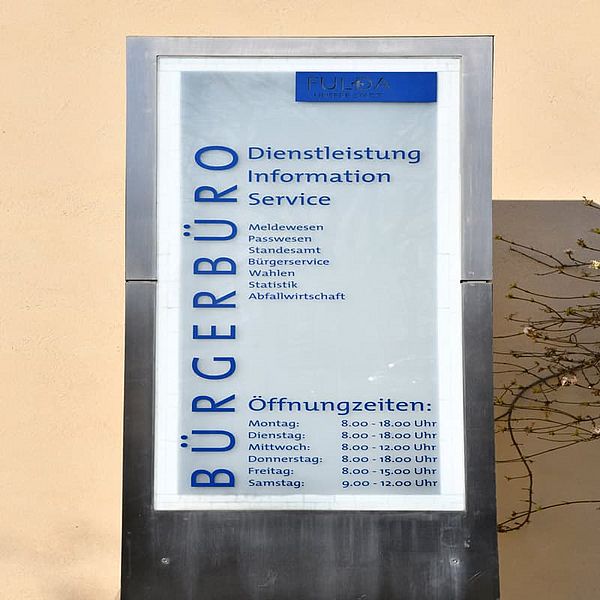 FULDA
BÜRGERBÜRO
Dienstleistung
Information
Service
Meldewesen
Passwesen
Standesamt
Bürgerservice
Wahlen
Statistik
Abfallwirtschaft
Öffnungzeiten:
Montag: 8.00 - 18.00 Uhr
Dienstag: 8.00 - 18.00 Uhr
Mittwoch: 8.00 - 12.00 Uhr
Donnerstag: 8.00 - 18.00 Uhr
Freitag: 8.00 - 15.00 Uhr
Samstag: 9.00 - 12.00 Uhr